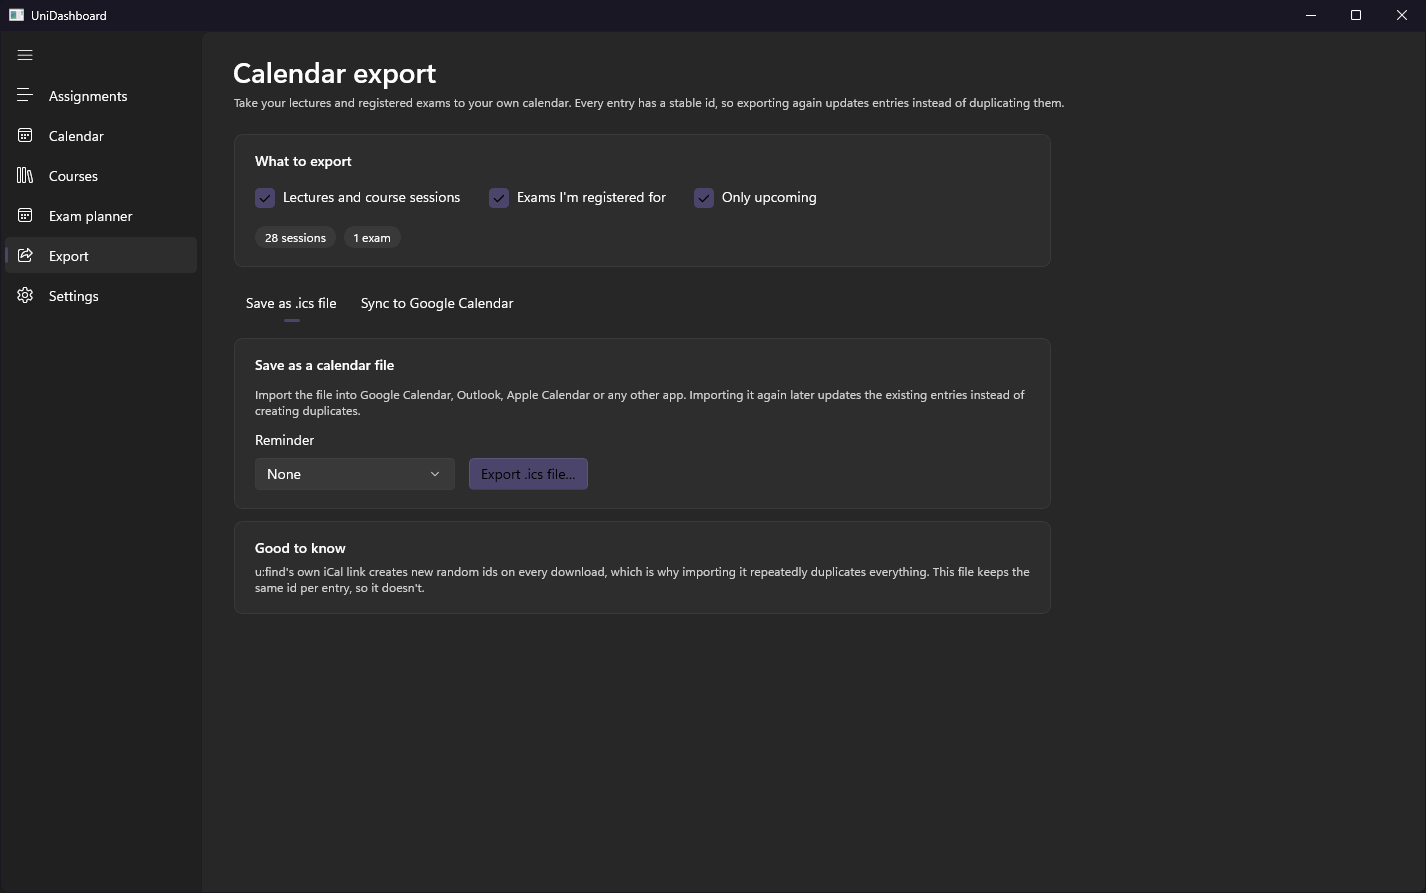 UniDashboard
Assignments
Calendar
Courses
Exam planner
Export
Settings
Calendar export
Take your lectures and registered exams to your own calendar. Every entry has a stable id, so exporting again updates entries instead of duplicating them.
What to export
Lectures and course sessions
Exams I'm registered for
Only upcoming
28 sessions
1 exam
Save as .ics file
Sync to Google Calendar
Save as a calendar file
Import the file into Google Calendar, Outlook, Apple Calendar or any other app. Importing it again later updates the existing entries instead of
creating duplicates.
Reminder
None
Export .ics file...
Good to know
u:find's own iCal link creates new random ids on every download, which is why importing it repeatedly duplicates everything. This file keeps the
same id per entry, so it doesn't.